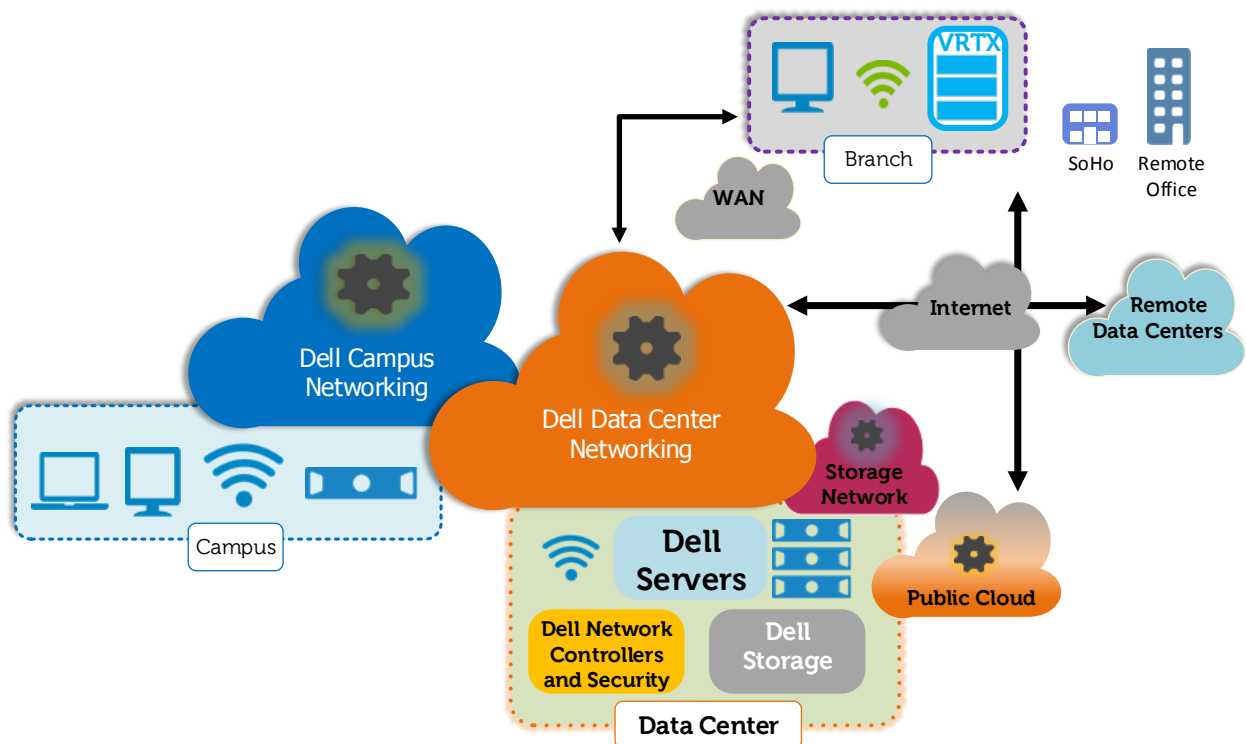 VRTX
Branch
SoHo
Remote
Office
WAN
Internet
Remote
Data Centers
Dell Campus
Networking
Dell Data Center
Networking
Storage
Network
Campus
Dell
Servers
Public Cloud
Dell Network
Controllers
and Security
Dell
Storage
Data Center